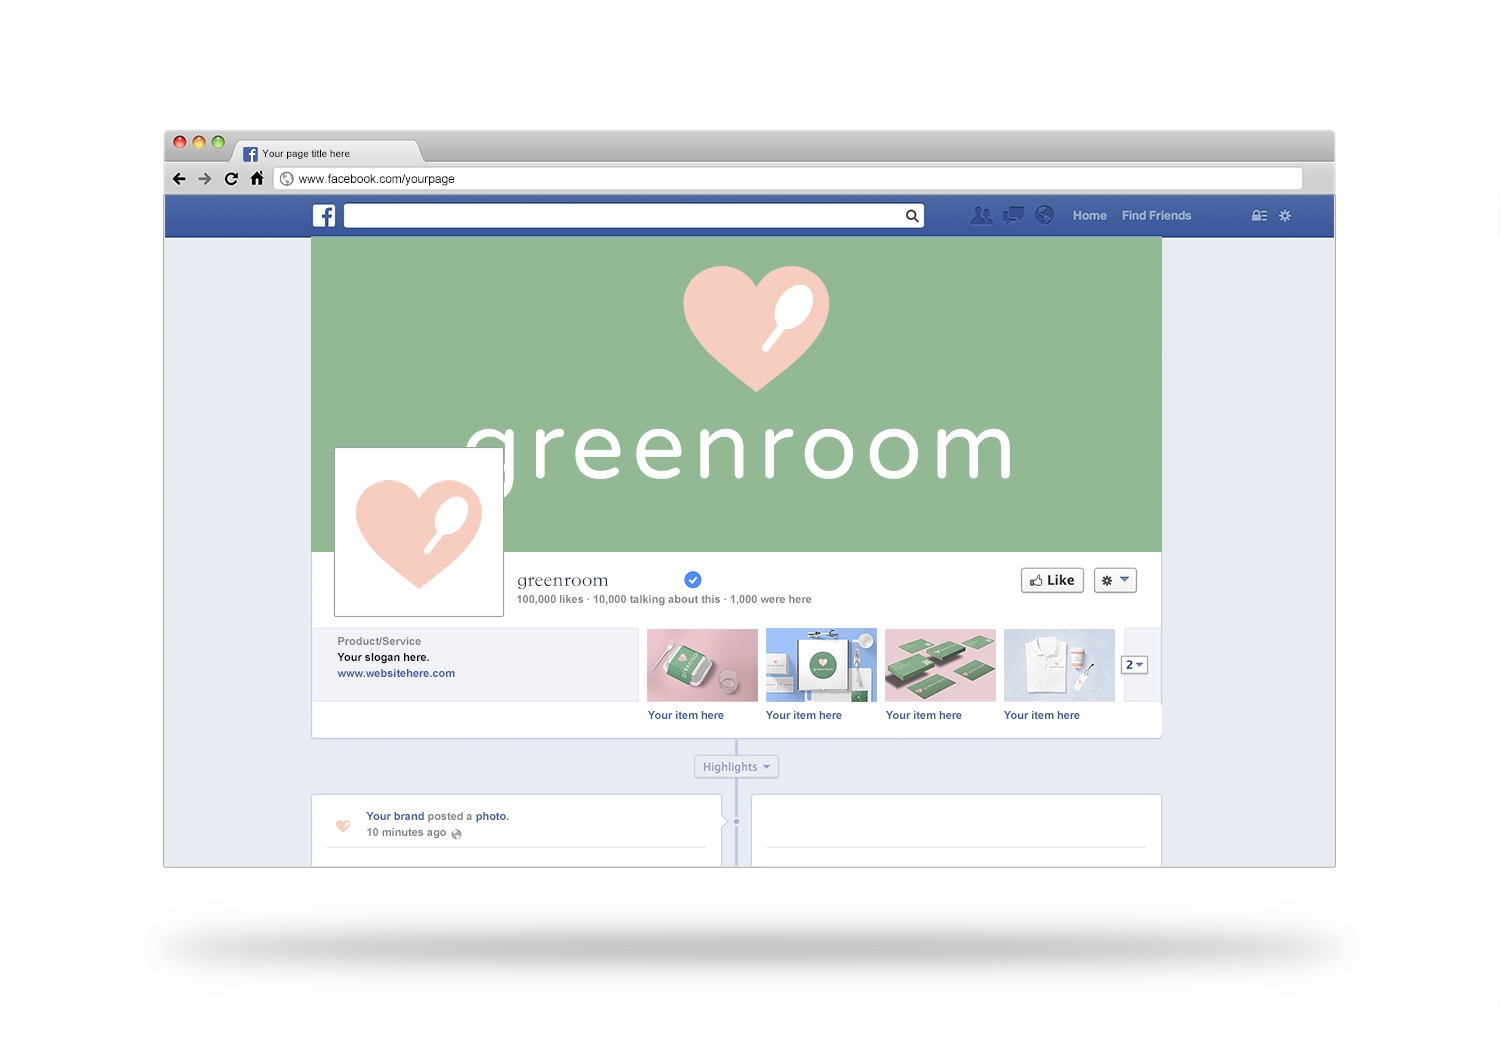 Your page title here
www.facebook.com/yourpage
Home Find Friends
greenroom
greenroom
100,000 likes · 10,000 talking about this · 1,000 were here
Like
Product/Service
Your slogan here.
www.websitehere.com
greenroom
greenroom
2
Your item here Your item here Your item here Your item here
Highlights
Your brand posted a photo.
10 minutes ago